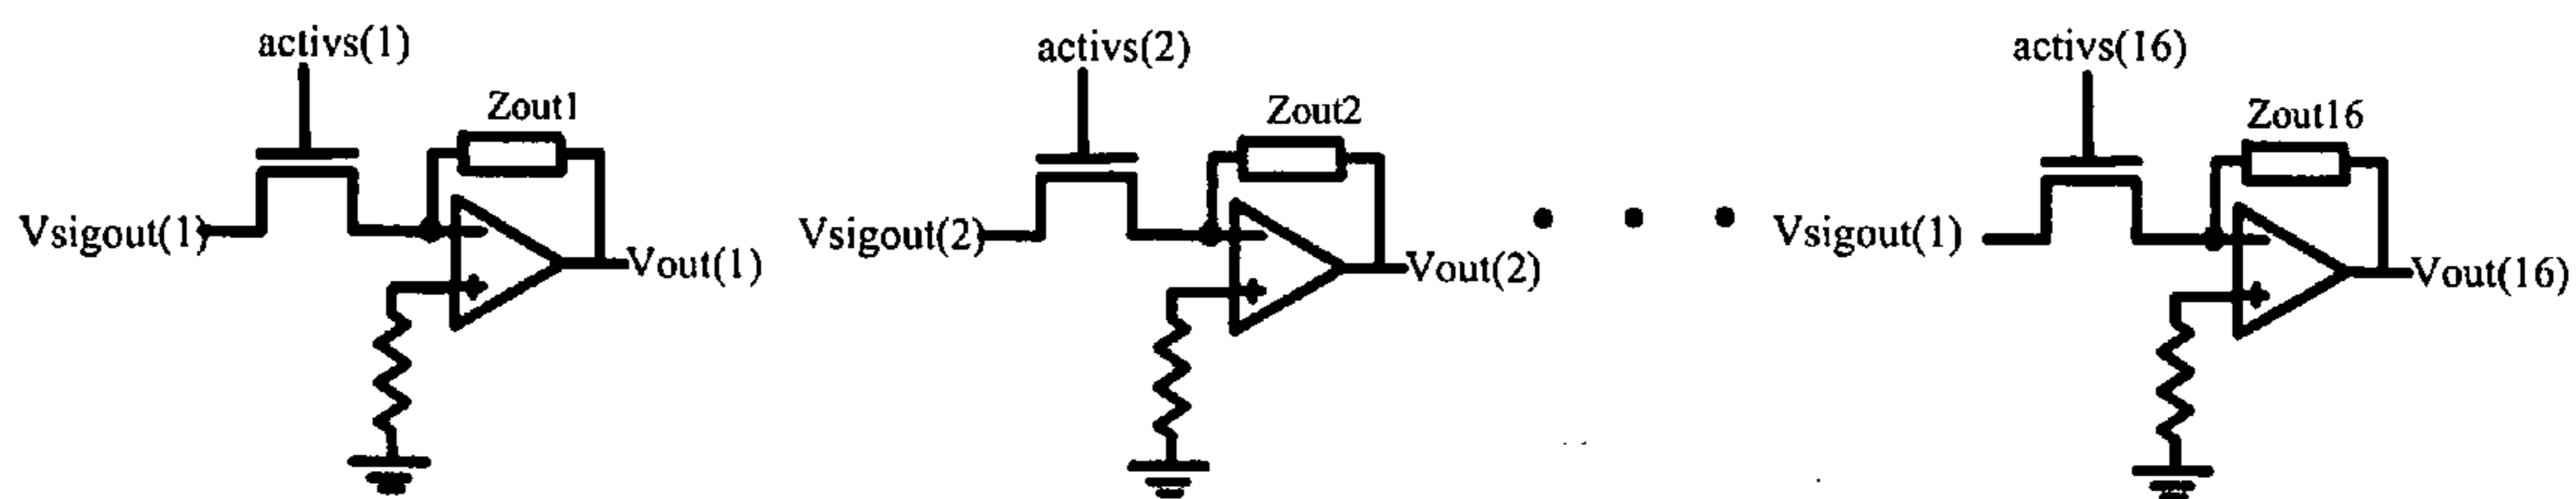 activs(1)
Zout1
Vsigout(1)
Vout(1)
activs(2)
Zout2
Vsigout(2)
Vout(2)
activs(16)
Zout16
Vsigout(1)
Vout(16)